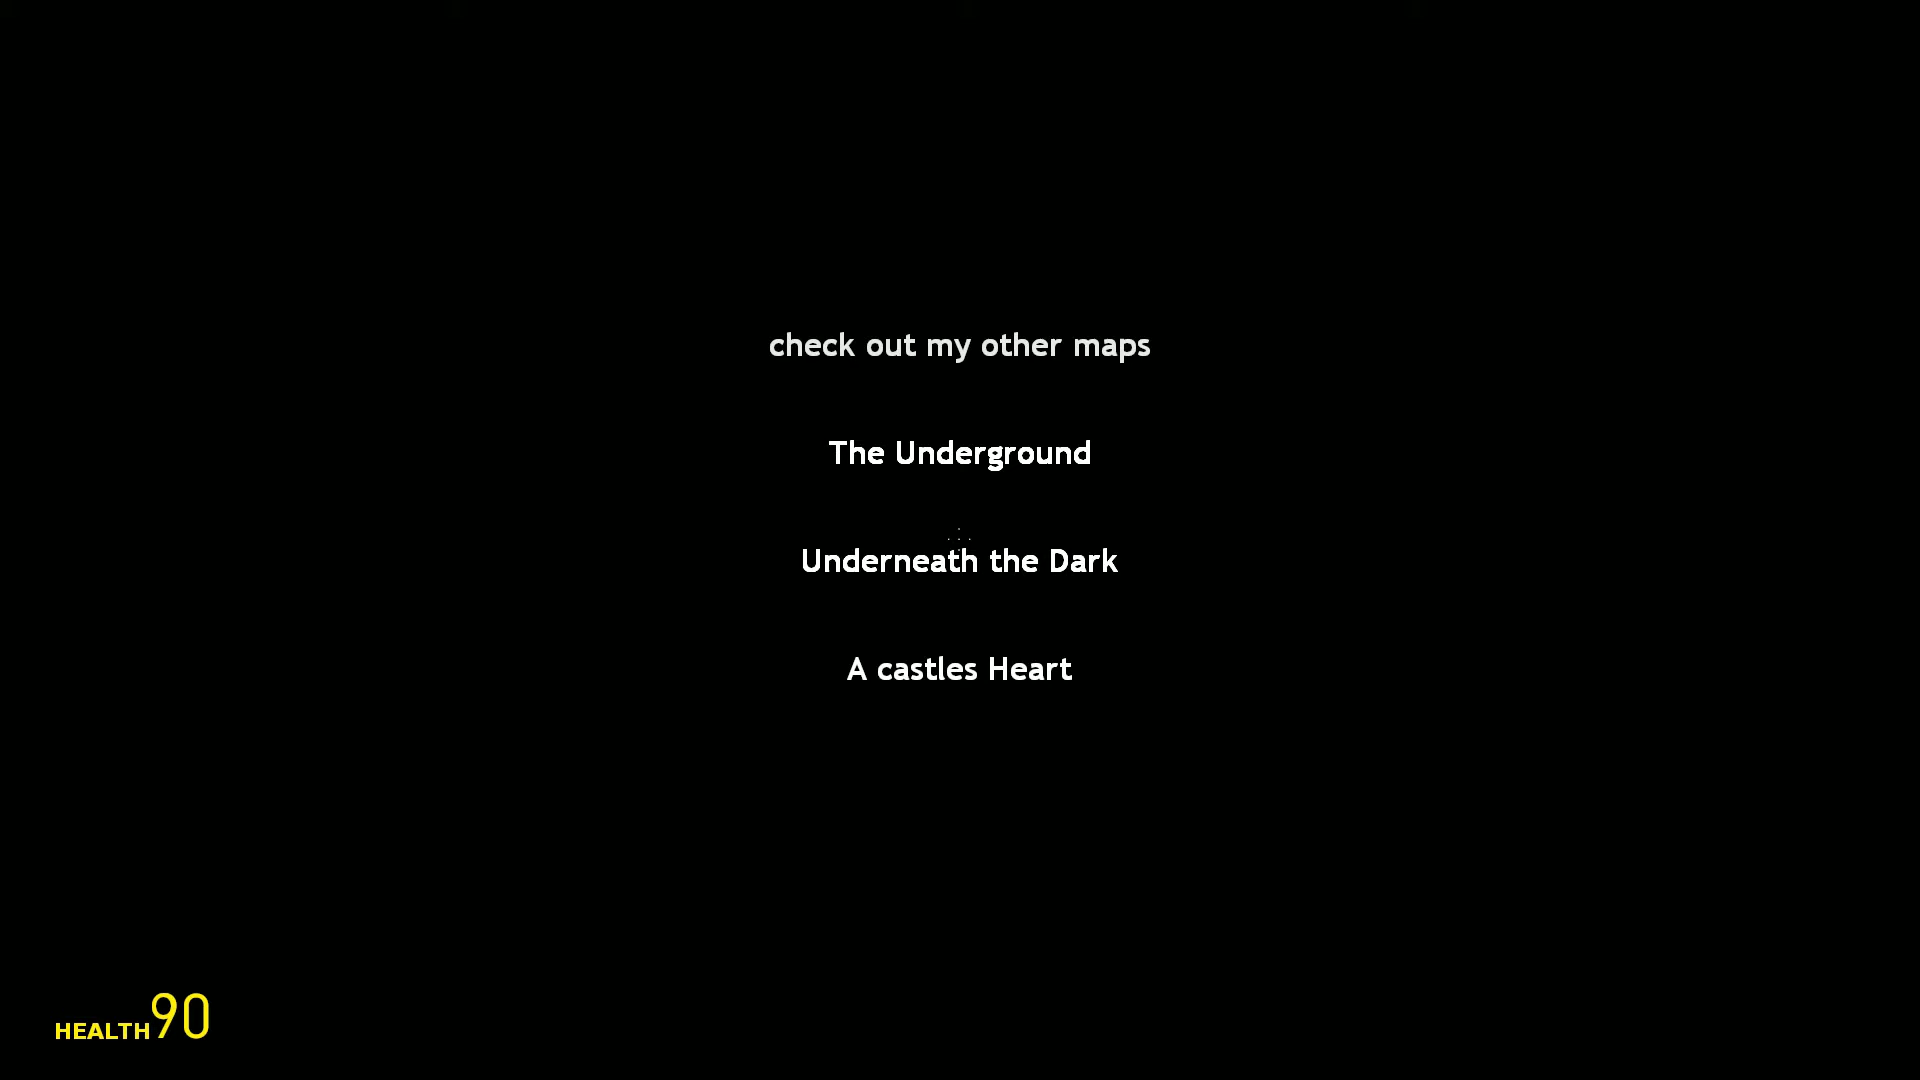 check out my other maps
The Underground
Underneath the Dark
A castles Heart
HEALTH 90